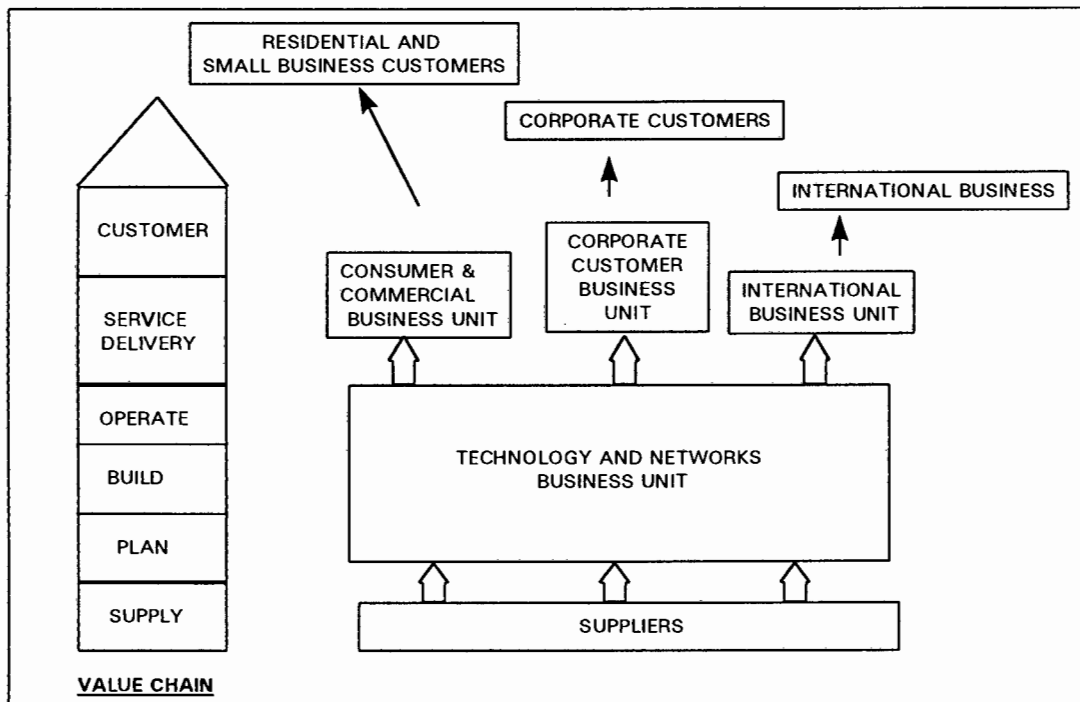 RESIDENTIAL AND
SMALL BUSINESS CUSTOMERS
CORPORATE CUSTOMERS
INTERNATIONAL BUSINESS
CUSTOMER
SERVICE
DELIVERY
OPERATE
BUILD
PLAN
SUPPLY
VALUE CHAIN
CONSUMER &
COMMERCIAL
BUSINESS UNIT
CORPORATE
CUSTOMER
BUSINESS
UNIT
INTERNATIONAL
BUSINESS UNIT
TECHNOLOGY AND NETWORKS
BUSINESS UNIT
SUPPLIERS